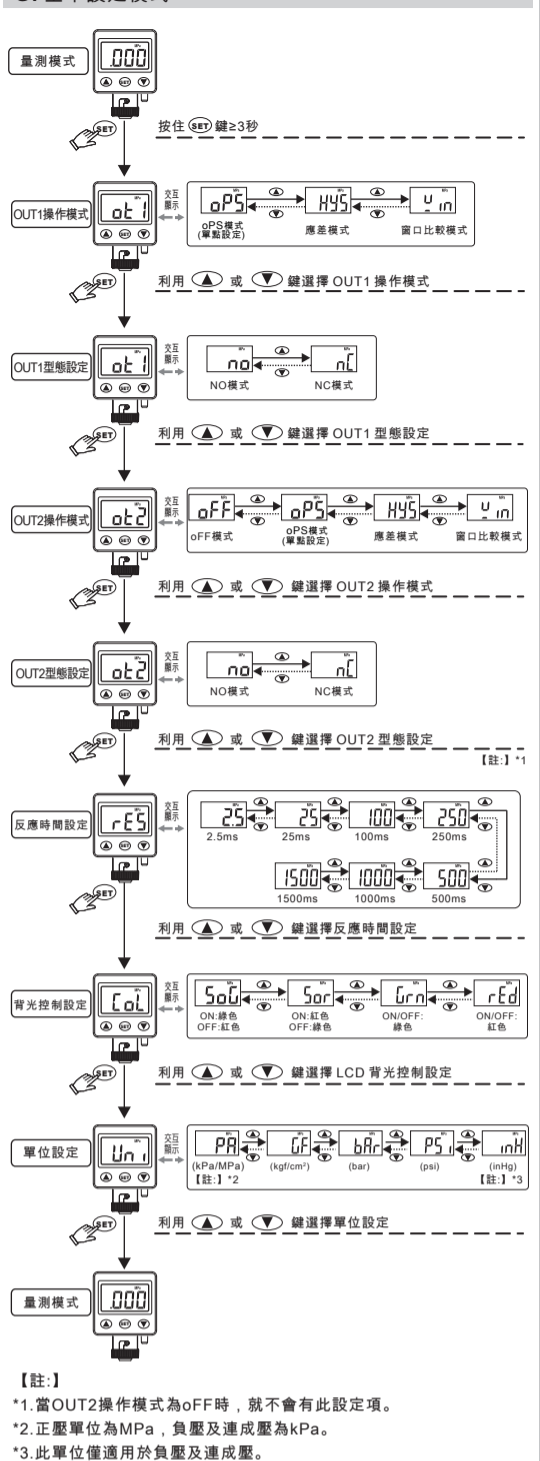 量測模式
.000
SET
按住 SET 鍵≥3秒
OUT1操作模式
ot1
SET
交互
顯示
oPS
HYS
win
oPS模式
(單點設定)
應差模式
窗口比較模式
SET
利用 ▲ 或 ▼ 鍵選擇 OUT1 操作模式
OUT1型態設定
ot1
SET
交互
顯示
no
nC
NO模式
NC模式
SET
利用 ▲ 或 ▼ 鍵選擇 OUT1 型態設定
OUT2操作模式
ot2
SET
交互
顯示
oFF
oPS
HYS
win
oFF模式
oPS模式
(單點設定)
應差模式
窗口比較模式
SET
利用 ▲ 或 ▼ 鍵選擇 OUT2 操作模式
OUT2型態設定
ot2
SET
交互
顯示
no
nC
NO模式
NC模式
SET
利用 ▲ 或 ▼ 鍵選擇 OUT2 型態設定
【註:】*1
反應時間設定
rES
SET
交互
顯示
2.5
25
100
250
2.5ms
25ms
100ms
250ms
1500
1000
500
1500ms
1000ms
500ms
SET
利用 ▲ 或 ▼ 鍵選擇反應時間設定
背光控制設定
CoL
SET
交互
顯示
SoG
Sor
Grn
rEd
ON:綠色
OFF:紅色
ON:紅色
OFF:綠色
ON/OFF:
綠色
ON/OFF:
紅色
SET
利用 ▲ 或 ▼ 鍵選擇 LCD 背光控制設定
單位設定
Uni
SET
交互
顯示
PA
GF
bAr
PSi
inH
(kPa/MPa)
【註:】*2
(kgf/cm²)
(bar)
(psi)
(inHg)
【註:】*3
SET
利用 ▲ 或 ▼ 鍵選擇單位設定
量測模式
.000
SET
【註:】
*1.當OUT2操作模式為oFF時，就不會有此設定項。
*2.正壓單位為MPa，負壓及連成壓為kPa。
*3.此單位僅適用於負壓及連成壓。